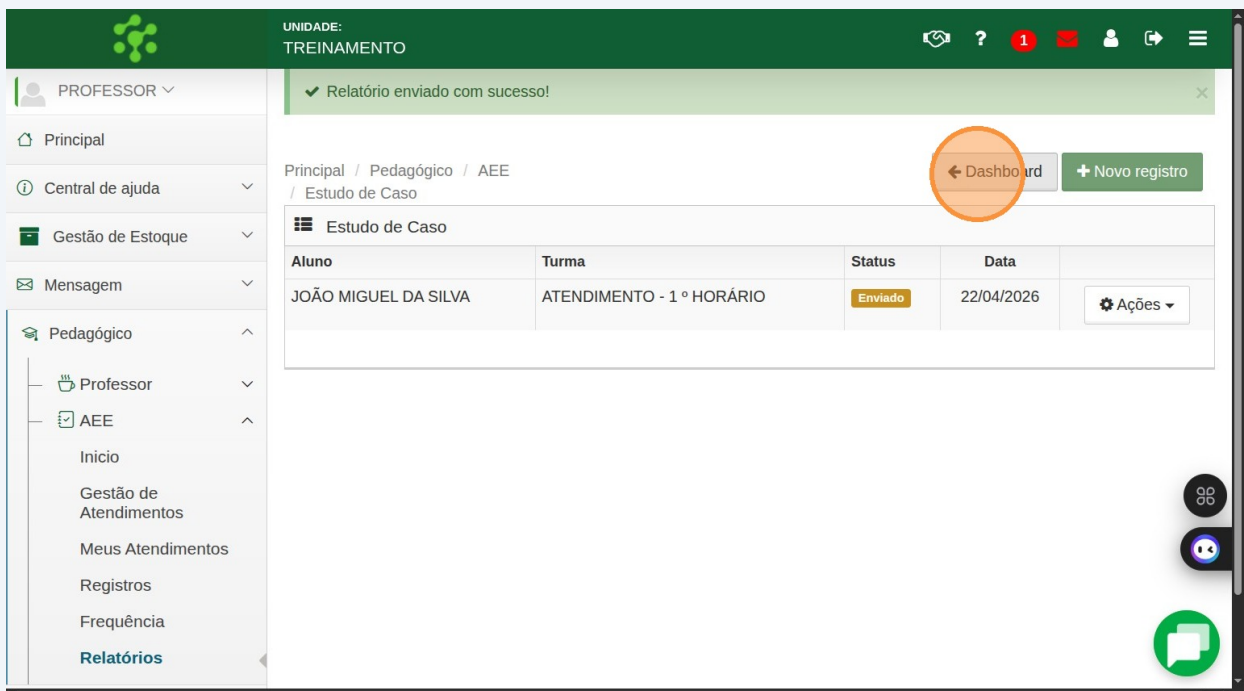 UNIDADE:
TREINAMENTO
?
1
PROFESSOR
Relatório enviado com sucesso!
×
Principal
Central de ajuda
Gestão de Estoque
Mensagem
Pedagógico
Professor
AEE
Inicio
Gestão de
Atendimentos
Meus Atendimentos
Registros
Frequência
Relatórios
Principal / Pedagógico / AEE
/ Estudo de Caso
Dashboard
+ Novo registro
Estudo de Caso
Aluno Turma Status Data
JOÃO MIGUEL DA SILVA ATENDIMENTO - 1 º HORÁRIO Enviado 22/04/2026 Ações